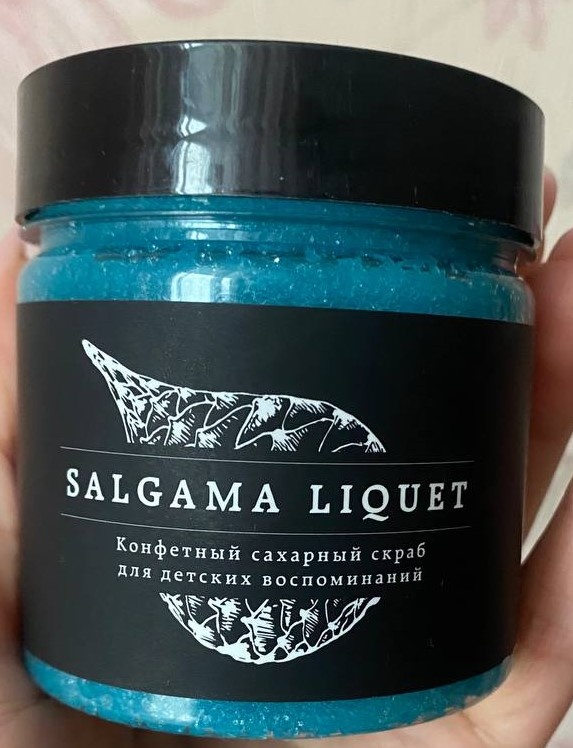 SALGAMA LIQUET
Конфетный сахарный скраб
для детских воспоминаний